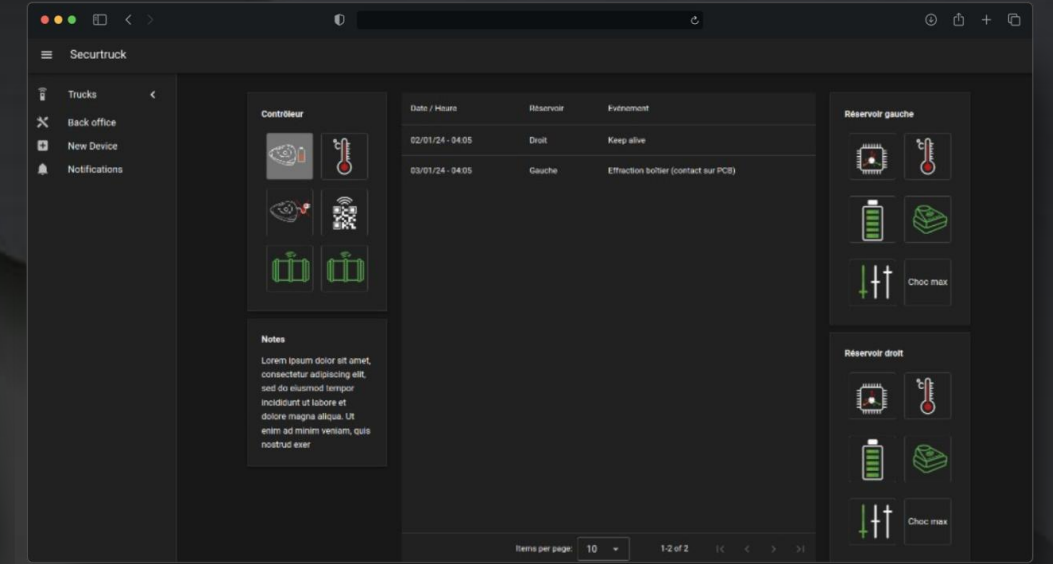 Securtruck
Trucks
Back office
New Device
Notifications
Contrôleur
°C
Notes
Lorem ipsum dolor sit amet,
consectetur adipiscing elit,
sed do eiusmod tempor
incididunt ut labore et
dolore magna aliqua. Ut
enim ad minim veniam, quis
nostrud exer
Date / Heure Réservoir Evénement
02/01/24 - 04:05 Droit Keep alive
03/01/24 - 04:05 Gauche Effraction boîtier (contact sur PCB)
Items per page: 10 1-2 of 2
Réservoir gauche
°C
Choc max
Réservoir droit
°C
Choc max